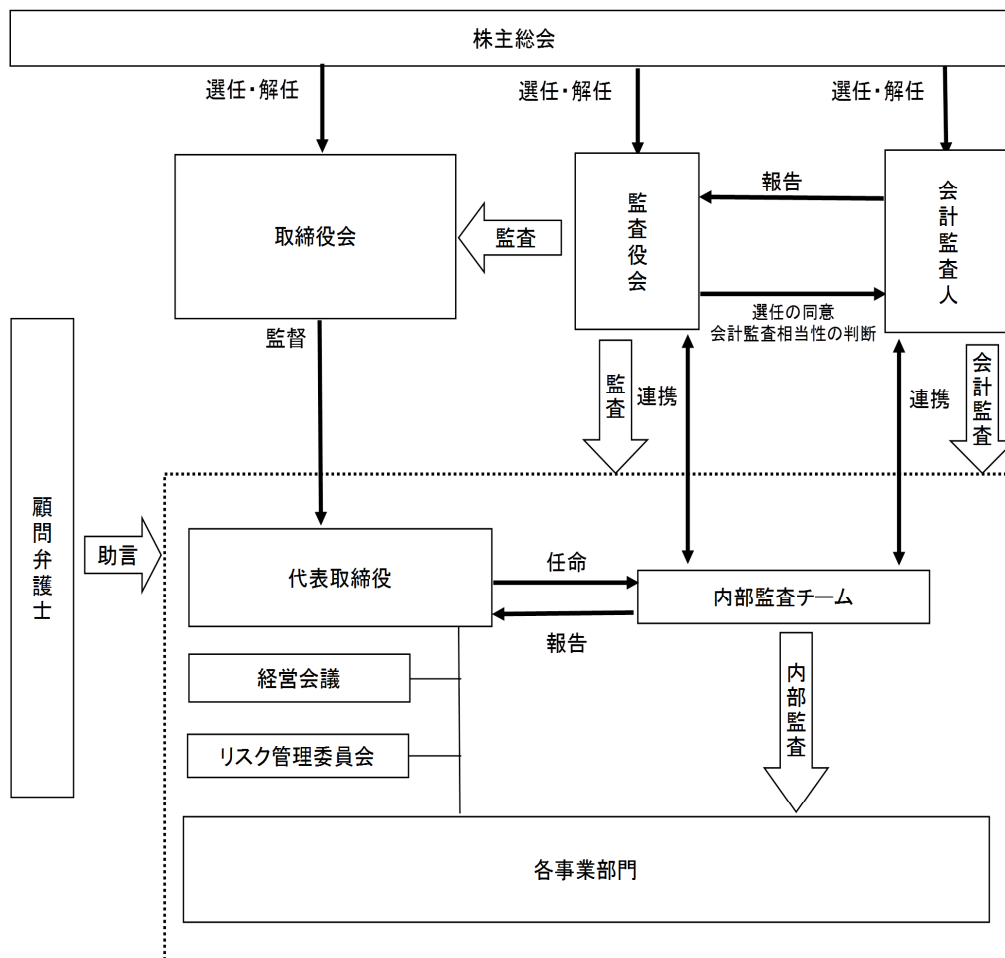 株主総会
選任・解任
選任・解任
選任・解任
取締役会
監査
監査役会
報告
会計監査人
選任の同意
会計監査相当性の判断
監督
監査
連携
連携
会計監査
顧問弁護士
助言
代表取締役
任命
報告
内部監査チーム
経営会議
リスク管理委員会
内部監査
各事業部門